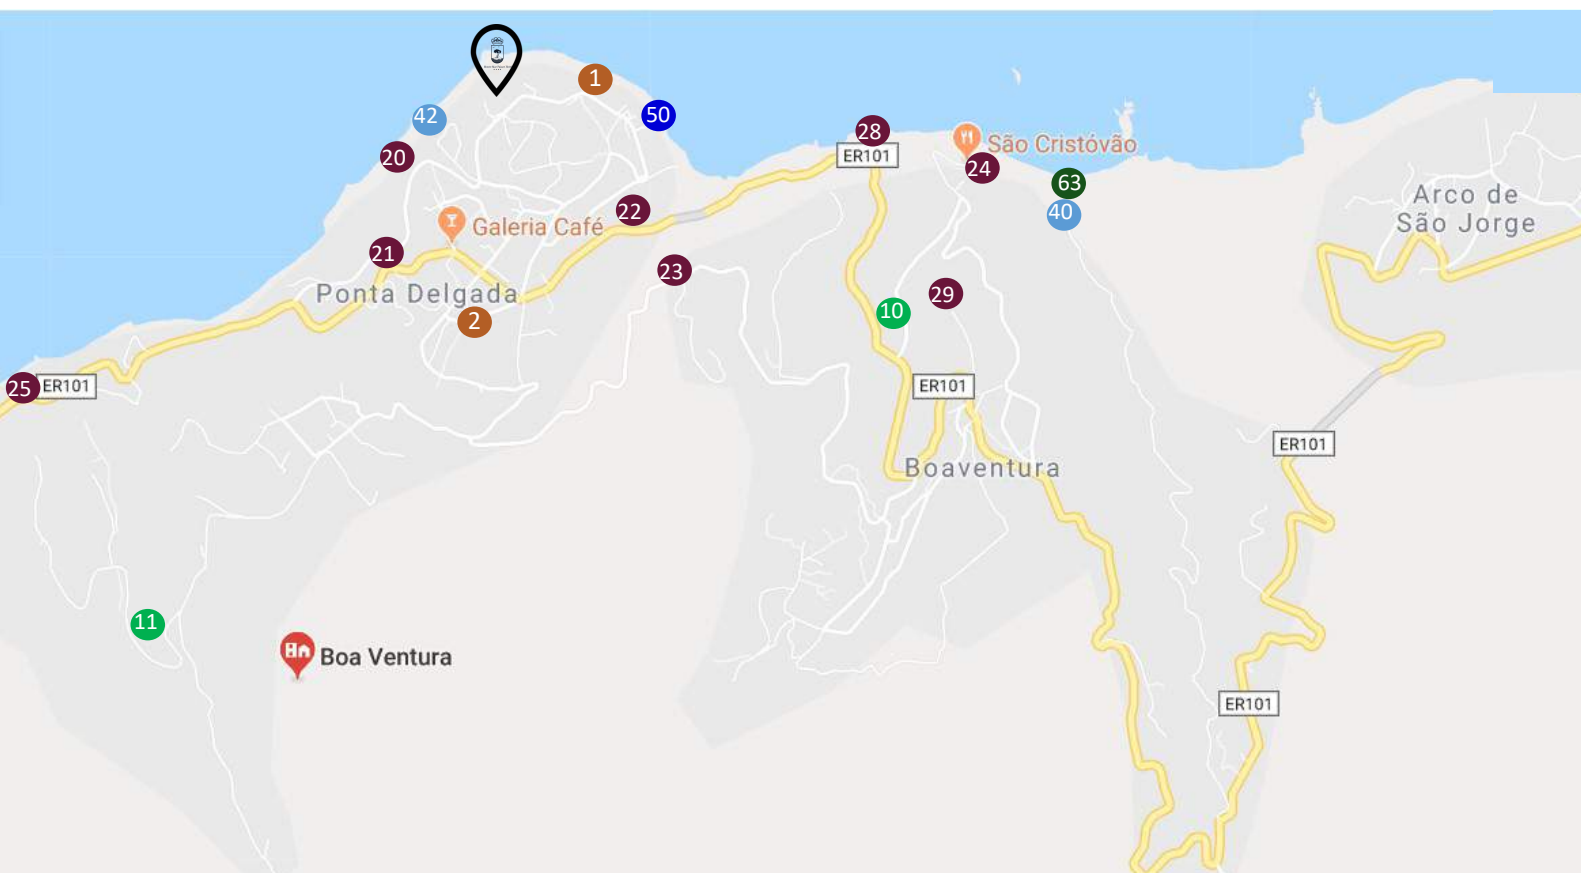 1
42
50
28
ER101
São Cristóvão
20
24
63
40
22
Arco de
São Jorge
Galeria Café
21
23
Ponta Delgada
29
10
2
25
ER101
ER101
ER101
Boaventura
11
Boa Ventura
ER101